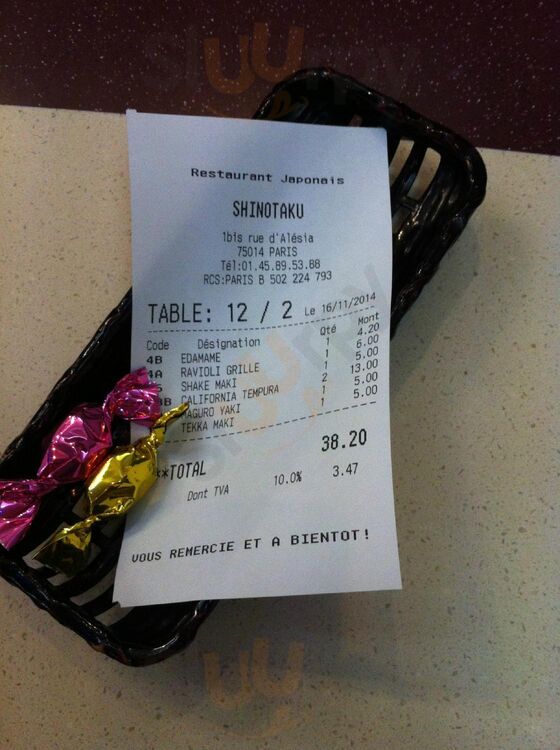 Restaurant Japonais
SHINOTAKU
1bis rue d'Alésia
75014 PARIS
Tél:01.45.89.53.88
RCS:PARIS B 502 224 793
TABLE: 12 / 2 Le 16/11/2014
Code Désignation Qté Mont
4B EDAMAME 1 4.20
4A RAVIOLI GRILLE 1 6.00
SHAKE MAKI 1 5.00
CALIFORNIA TEMPURA 2 13.00
MAGURO YAKI 1 5.00
TEKKA MAKI 1 5.00
**TOTAL 38.20
Dont TVA 10.0% 3.47
VOUS REMERCIE ET A BIENTOT!